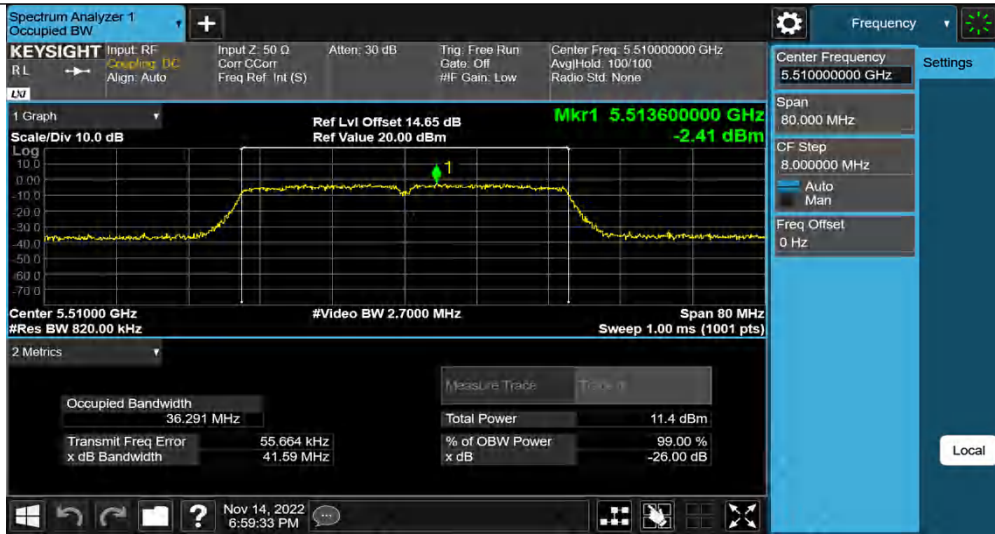 Spectrum Analyzer 1
Occupied BW
Frequency
KEYSIGHT
RL
LXI
Input: RF
Coupling: DC
Align: Auto
Input Z: 50 Ω
Corr CCorr
Freq Ref: Int (S)
Atten: 30 dB
Trig: Free Run
Gate: Off
#IF Gain: Low
Center Freq: 5.510000000 GHz
Avg|Hold: 100/100
Radio Std: None
Center Frequency
5.510000000 GHz
Settings
Span
80.000 MHz
CF Step
8.000000 MHz
Auto
Man
Freq Offset
0 Hz
1 Graph
Scale/Div 10.0 dB
Ref Lvl Offset 14.65 dB
Ref Value 20.00 dBm
Mkr1 5.513600000 GHz
-2.41 dBm
Log
10.0
0.00
-10.0
-20.0
-30.0
-40.0
-50.0
-60.0
-70.0
1
Center 5.51000 GHz
#Res BW 820.00 kHz
#Video BW 2.7000 MHz
Span 80 MHz
Sweep 1.00 ms (1001 pts)
2 Metrics
Measure Trace
Occupied Bandwidth
36.291 MHz
Total Power 11.4 dBm
Transmit Freq Error 55.664 kHz
% of OBW Power 99.00 %
x dB Bandwidth 41.59 MHz
x dB -26.00 dB
Local
?
Nov 14, 2022
6:59:33 PM